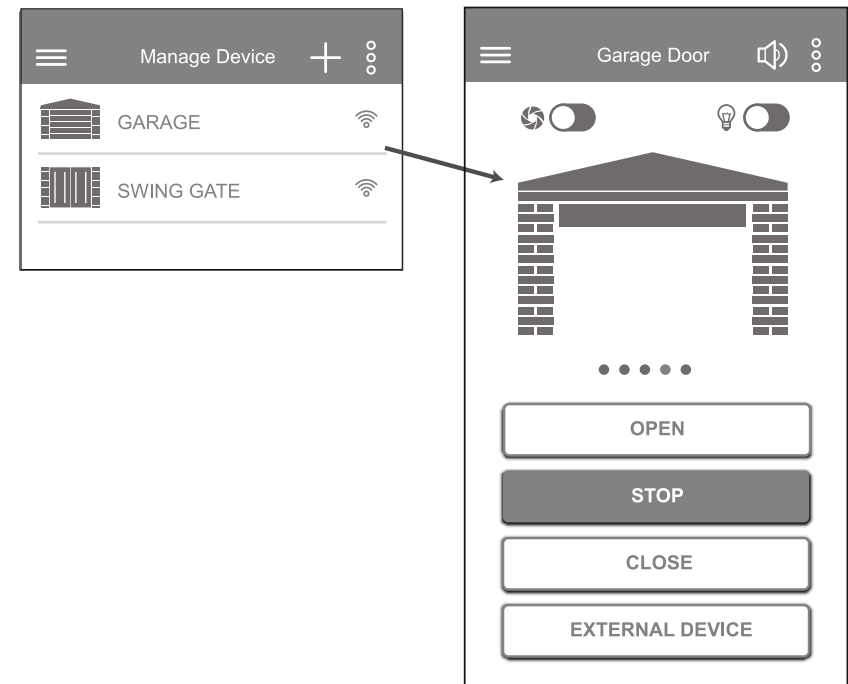 Manage Device
GARAGE
SWING GATE
Garage Door
OPEN
STOP
CLOSE
EXTERNAL DEVICE